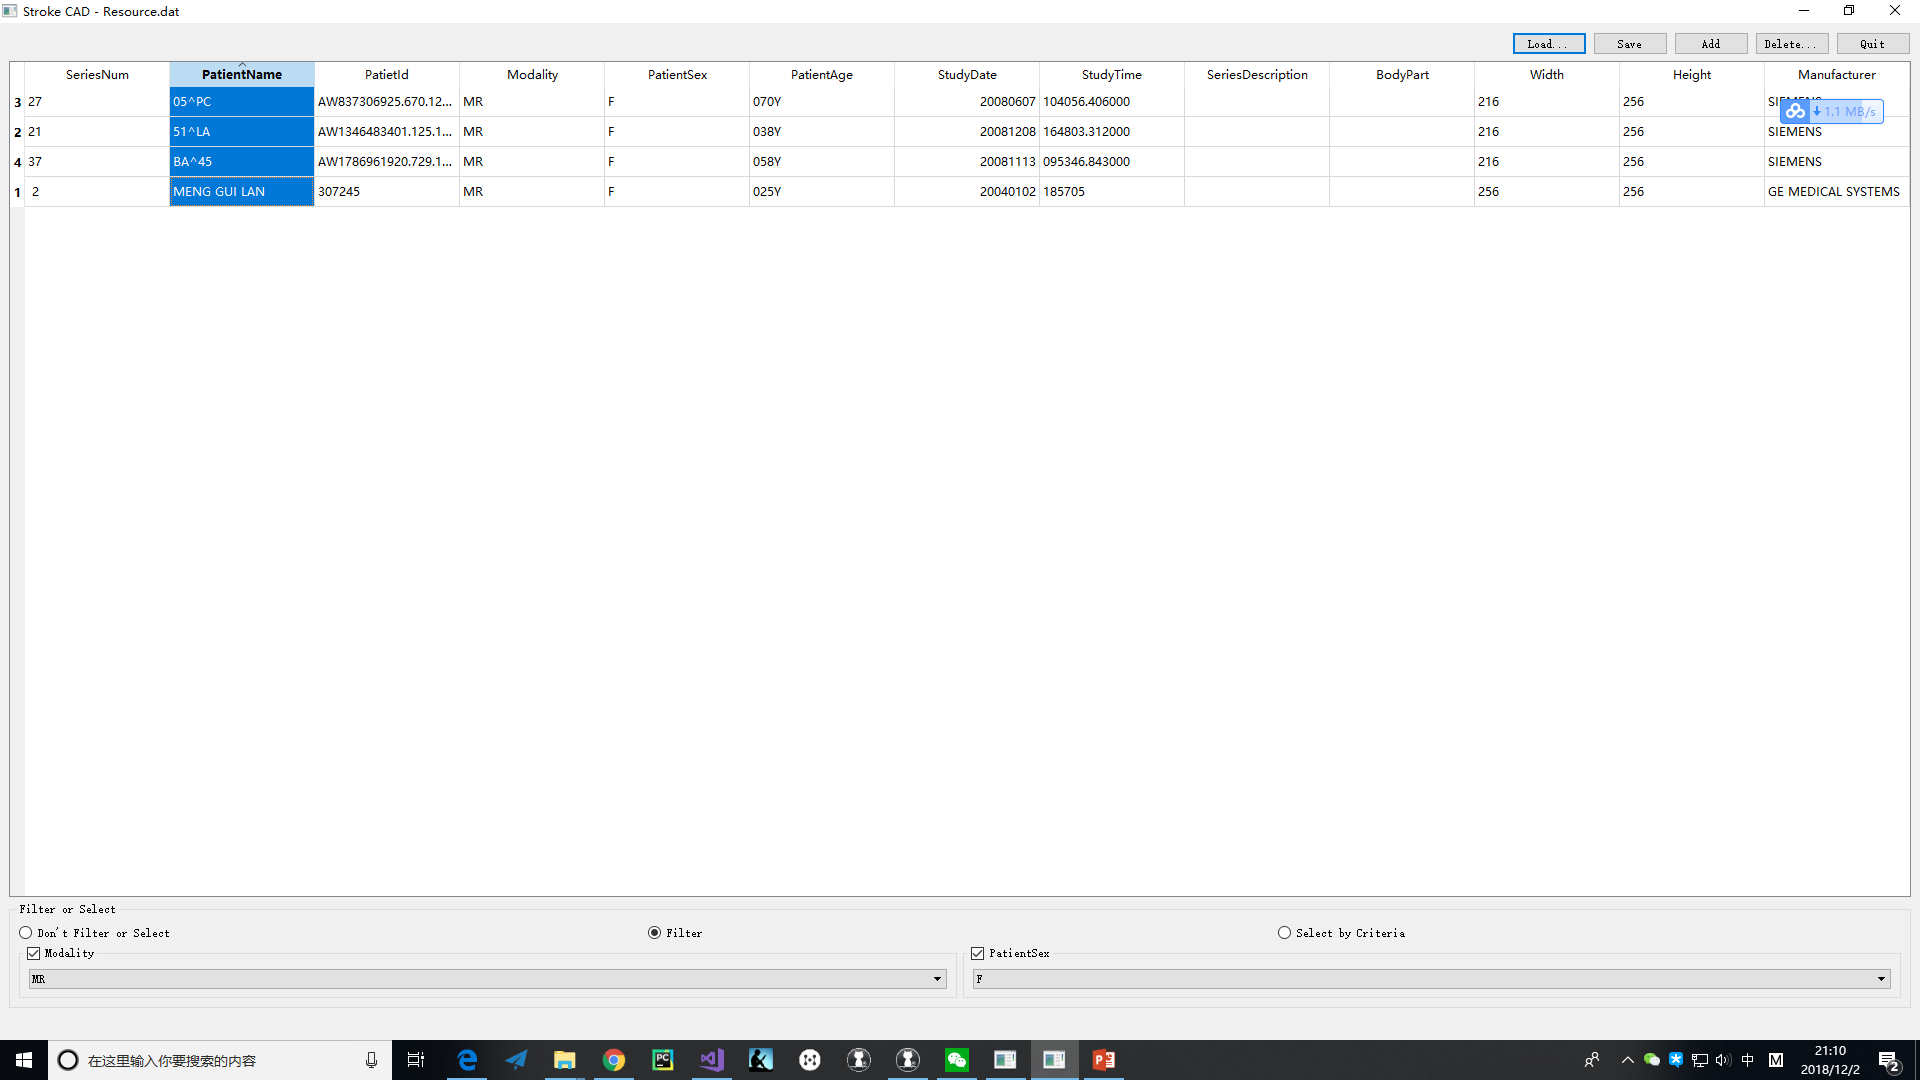 Stroke CAD - Resource.dat
Load... Save Add Delete... Quit
SeriesNum PatientName PatietId Modality PatientSex PatientAge StudyDate StudyTime SeriesDescription BodyPart Width Height Manufacturer
3 27 05^PC AW837306925.670.12... MR F 070Y 20080607 104056.406000 216 256
1.1 MB/s
2 21 51^LA AW1346483401.125.1... MR F 038Y 20081208 164803.312000 216 256 SIEMENS
4 37 BA^45 AW1786961920.729.1... MR F 058Y 20081113 095346.843000 216 256 SIEMENS
1 2 MENG GUI LAN 307245 MR F 025Y 20040102 185705 256 256 GE MEDICAL SYSTEMS
Filter or Select
Don't Filter or Select Filter Select by Criteria
Modality PatientSex
MR F
在这里输入你要搜索的内容
PC
中
M
21:10
2018/12/2
2